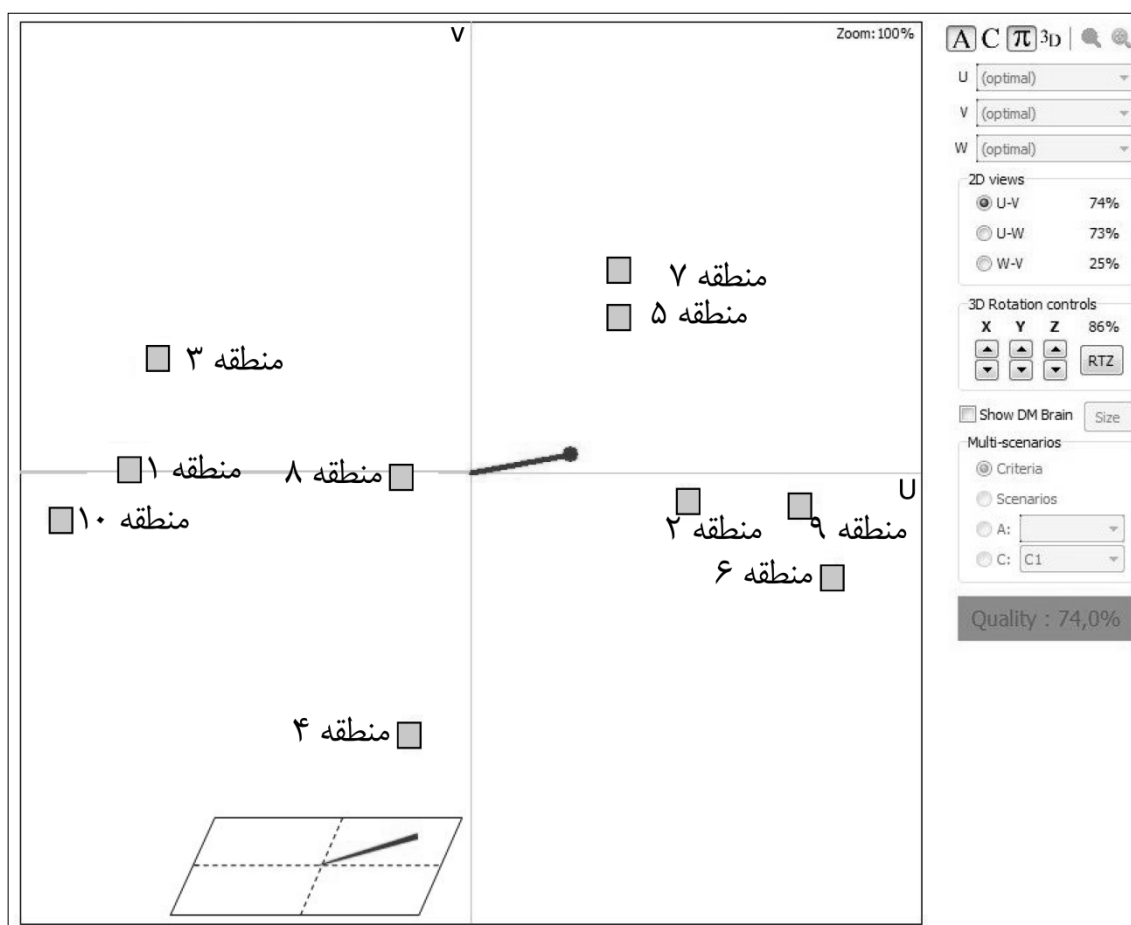 V
Zoom: 100%
A C π 3D
U (optimal)
V (optimal)
W (optimal)
2D views
U-V 74%
U-W 73%
W-V 25%
3D Rotation controls
X Y Z 86%
RTZ
Show DM Brain Size
Multi-scenarios
Criteria
Scenarios
A:
C: C1
Quality : 74,0%
منطقه ۷
منطقه ۵
منطقه ۳
منطقه ۱
منطقه ۸
U
منطقه ۱۰
منطقه ۲
منطقه ۹
منطقه ۶
منطقه ۴